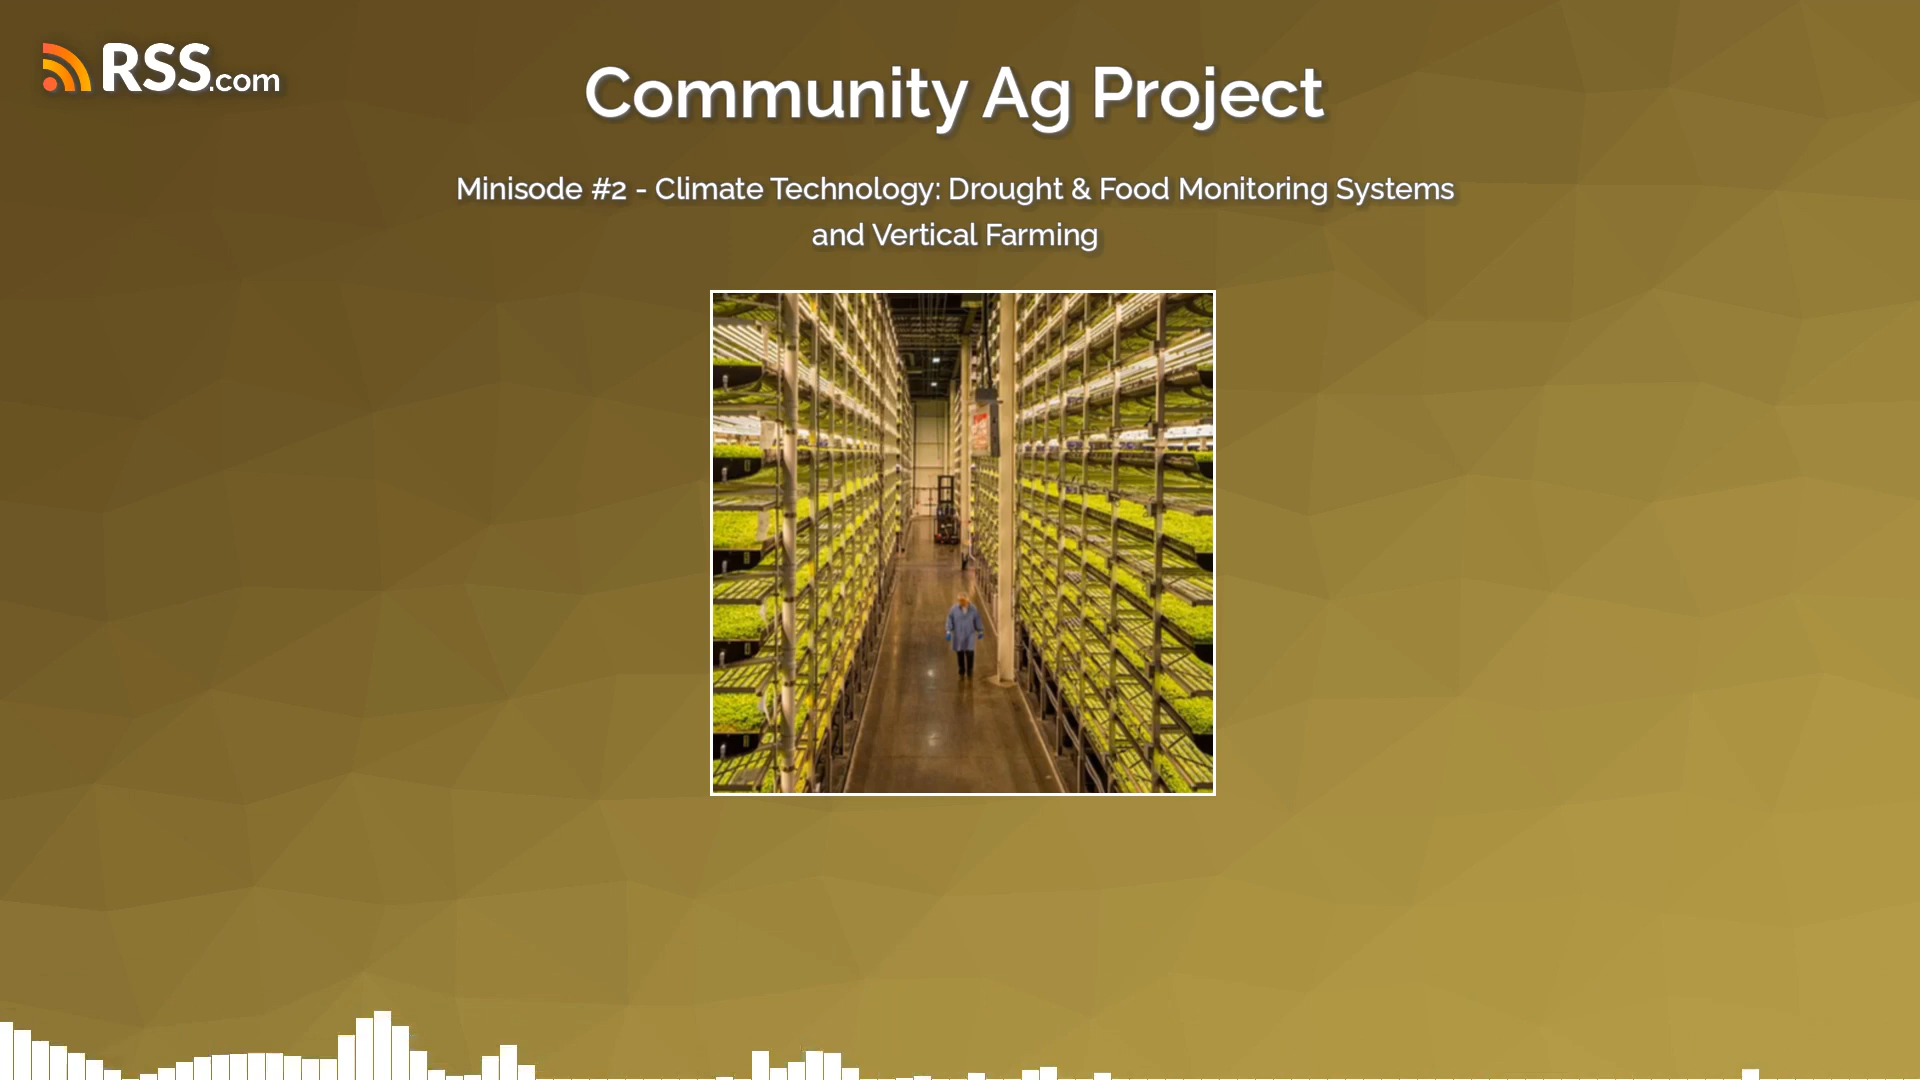 RSS.com
Community Ag Project
Minisode #2 - Climate Technology: Drought & Food Monitoring Systems
and Vertical Farming